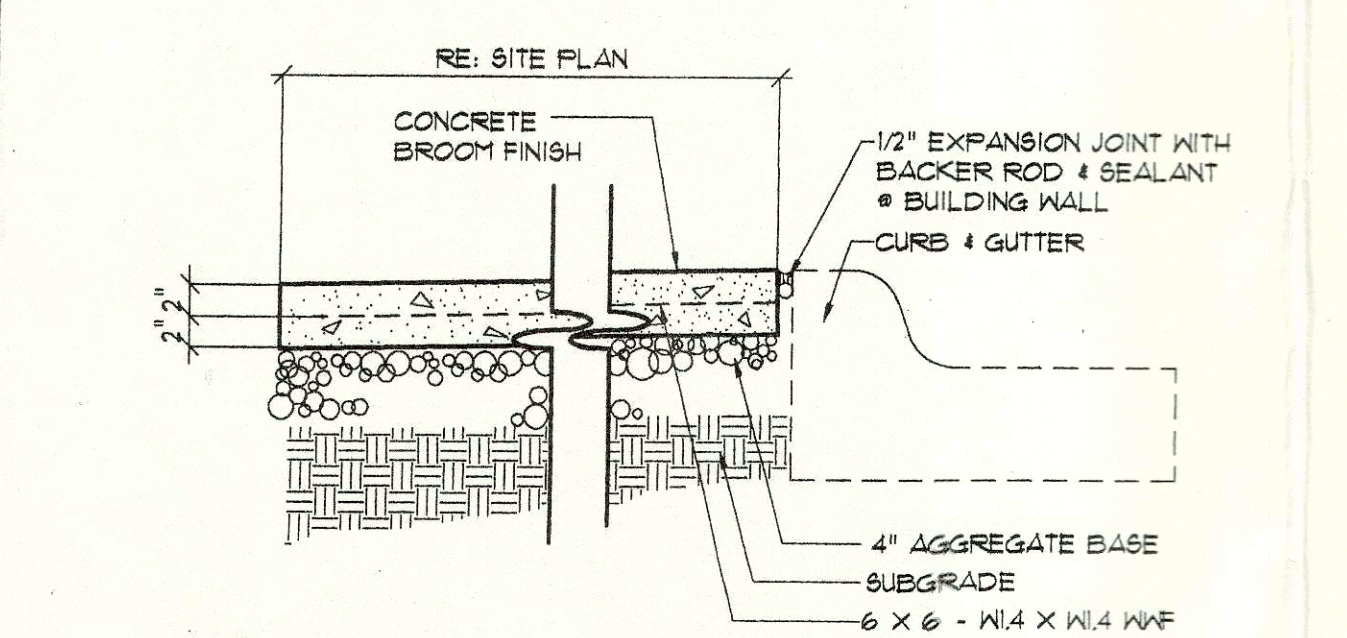 RE: SITE PLAN
CONCRETE
BROOM FINISH
1/2" EXPANSION JOINT WITH
BACKER ROD & SEALANT
@ BUILDING WALL
CURB & GUTTER
2"
2"
4" AGGREGATE BASE
SUBGRADE
6 X 6 - W1.4 X W1.4 WWF